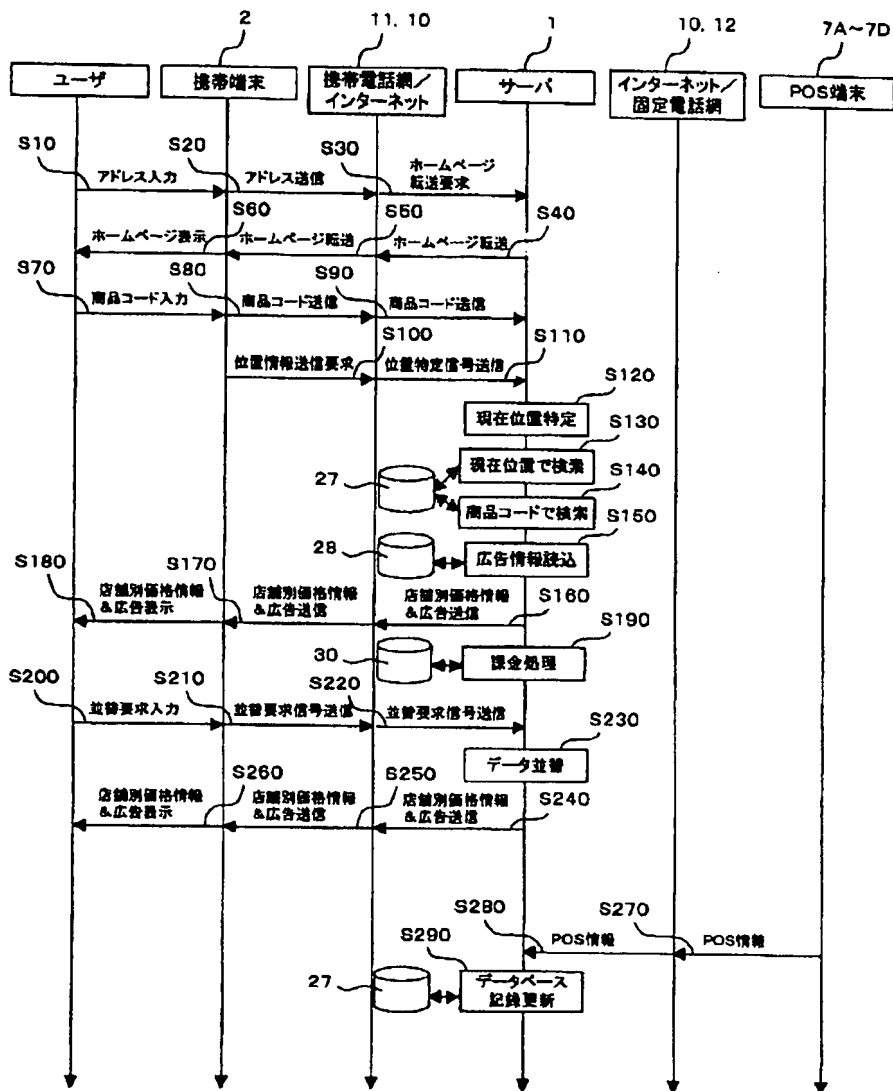 2
11, 10
1
10, 12
7A～7D
ユーザ
携帯端末
携帯電話網／
インターネット
サーバ
インターネット／
固定電話網
POS端末
S10
S20
S30
アドレス入力
アドレス送信
ホームページ
転送要求
S60
S50
S40
ホームページ表示
ホームページ転送
ホームページ転送
S70
S80
S90
商品コード入力
商品コード送信
商品コード送信
S100
S110
位置情報送信要求
位置特定信号送信
S120
現在位置特定
S130
27
現在位置で検索
S140
商品コードで検索
S150
28
広告情報読込
S180
S170
店舗別価格情報
&広告表示
店舗別価格情報
&広告送信
店舗別価格情報
&広告送信
S160
S190
30
課金処理
S200
S210
S220
並替要求入力
並替要求信号送信
並替要求信号送信
S230
データ並替
S260
S250
店舗別価格情報
&広告表示
店舗別価格情報
&広告送信
店舗別価格情報
&広告送信
S240
S280
S270
POS情報
POS情報
S290
27
データベース
記録更新